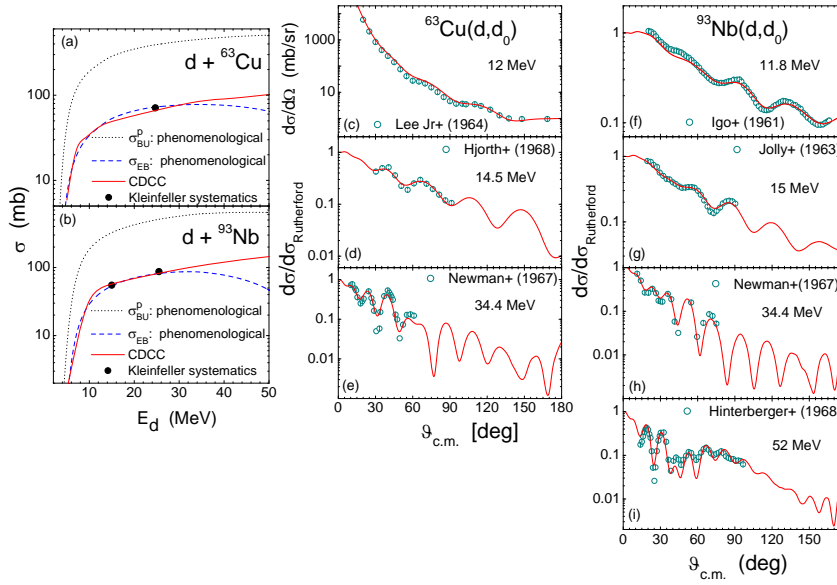 (a)
d + ⁶³Cu
100
10
σᵖBU: phenomenological
σEB: phenomenological
CDCC
Kleinfeller systematics
(b)
d + ⁹³Nb
100
10
σᵖBU: phenomenological
σEB: phenomenological
CDCC
Kleinfeller systematics
10 20 30 40 50
E_d (MeV)
σ (mb)
⁶³Cu(d,d₀)
12 MeV
1000
100
10
1
dσ/dΩ (mb/sr)
(c)
Lee Jr+ (1964)
Hjorth+ (1968)
14.5 MeV
1
0.1
0.01
(d)
Newman+ (1967)
34.4 MeV
1
0.1
0.01
(e)
dσ/dσRutherford
0 30 60 90 120 150 180
ϑc.m. [deg]
⁹³Nb(d,d₀)
11.8 MeV
1
0.1
(f)
Igo+ (1961)
Jolly+ (1963)
15 MeV
1
0.1
(g)
Newman+(1967)
34.4 MeV
1
0.1
0.01
(h)
Hinterberger+ (1968
52 MeV
1
0.1
0.01
(i)
dσ/dσRutherford
0 30 60 90 120 150
ϑc.m. (deg)